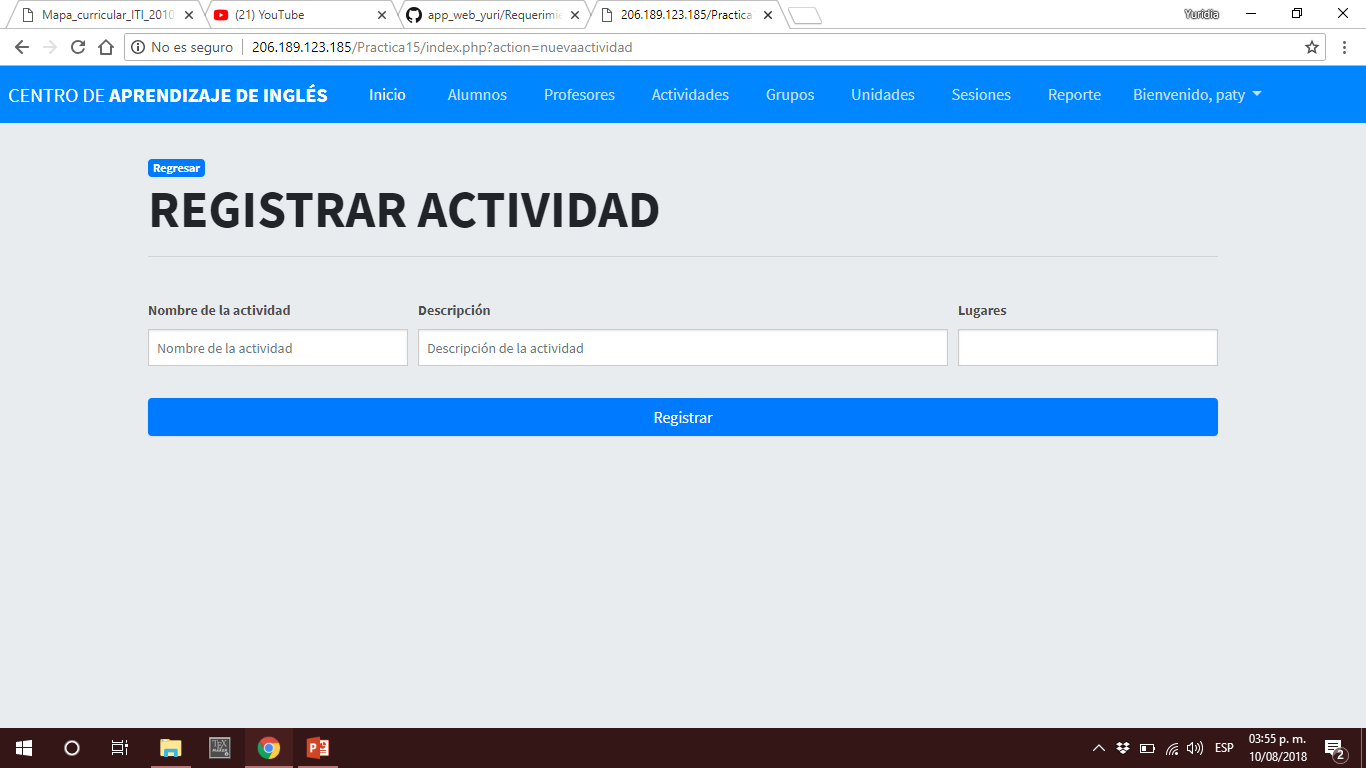 Mapa_curricular_ITI_2010
(21) YouTube
app_web_yuri/Requerimie
206.189.123.185/Practica
Yuridia
No es seguro
206.189.123.185/Practica15/index.php?action=nuevaactividad
CENTRO DE APRENDIZAJE DE INGLÉS
Inicio
Alumnos
Profesores
Actividades
Grupos
Unidades
Sesiones
Reporte
Bienvenido, paty
Regresar
REGISTRAR ACTIVIDAD
Nombre de la actividad
Descripción
Lugares
Nombre de la actividad
Descripción de la actividad
Registrar
ESP
03:55 p. m.
10/08/2018
2